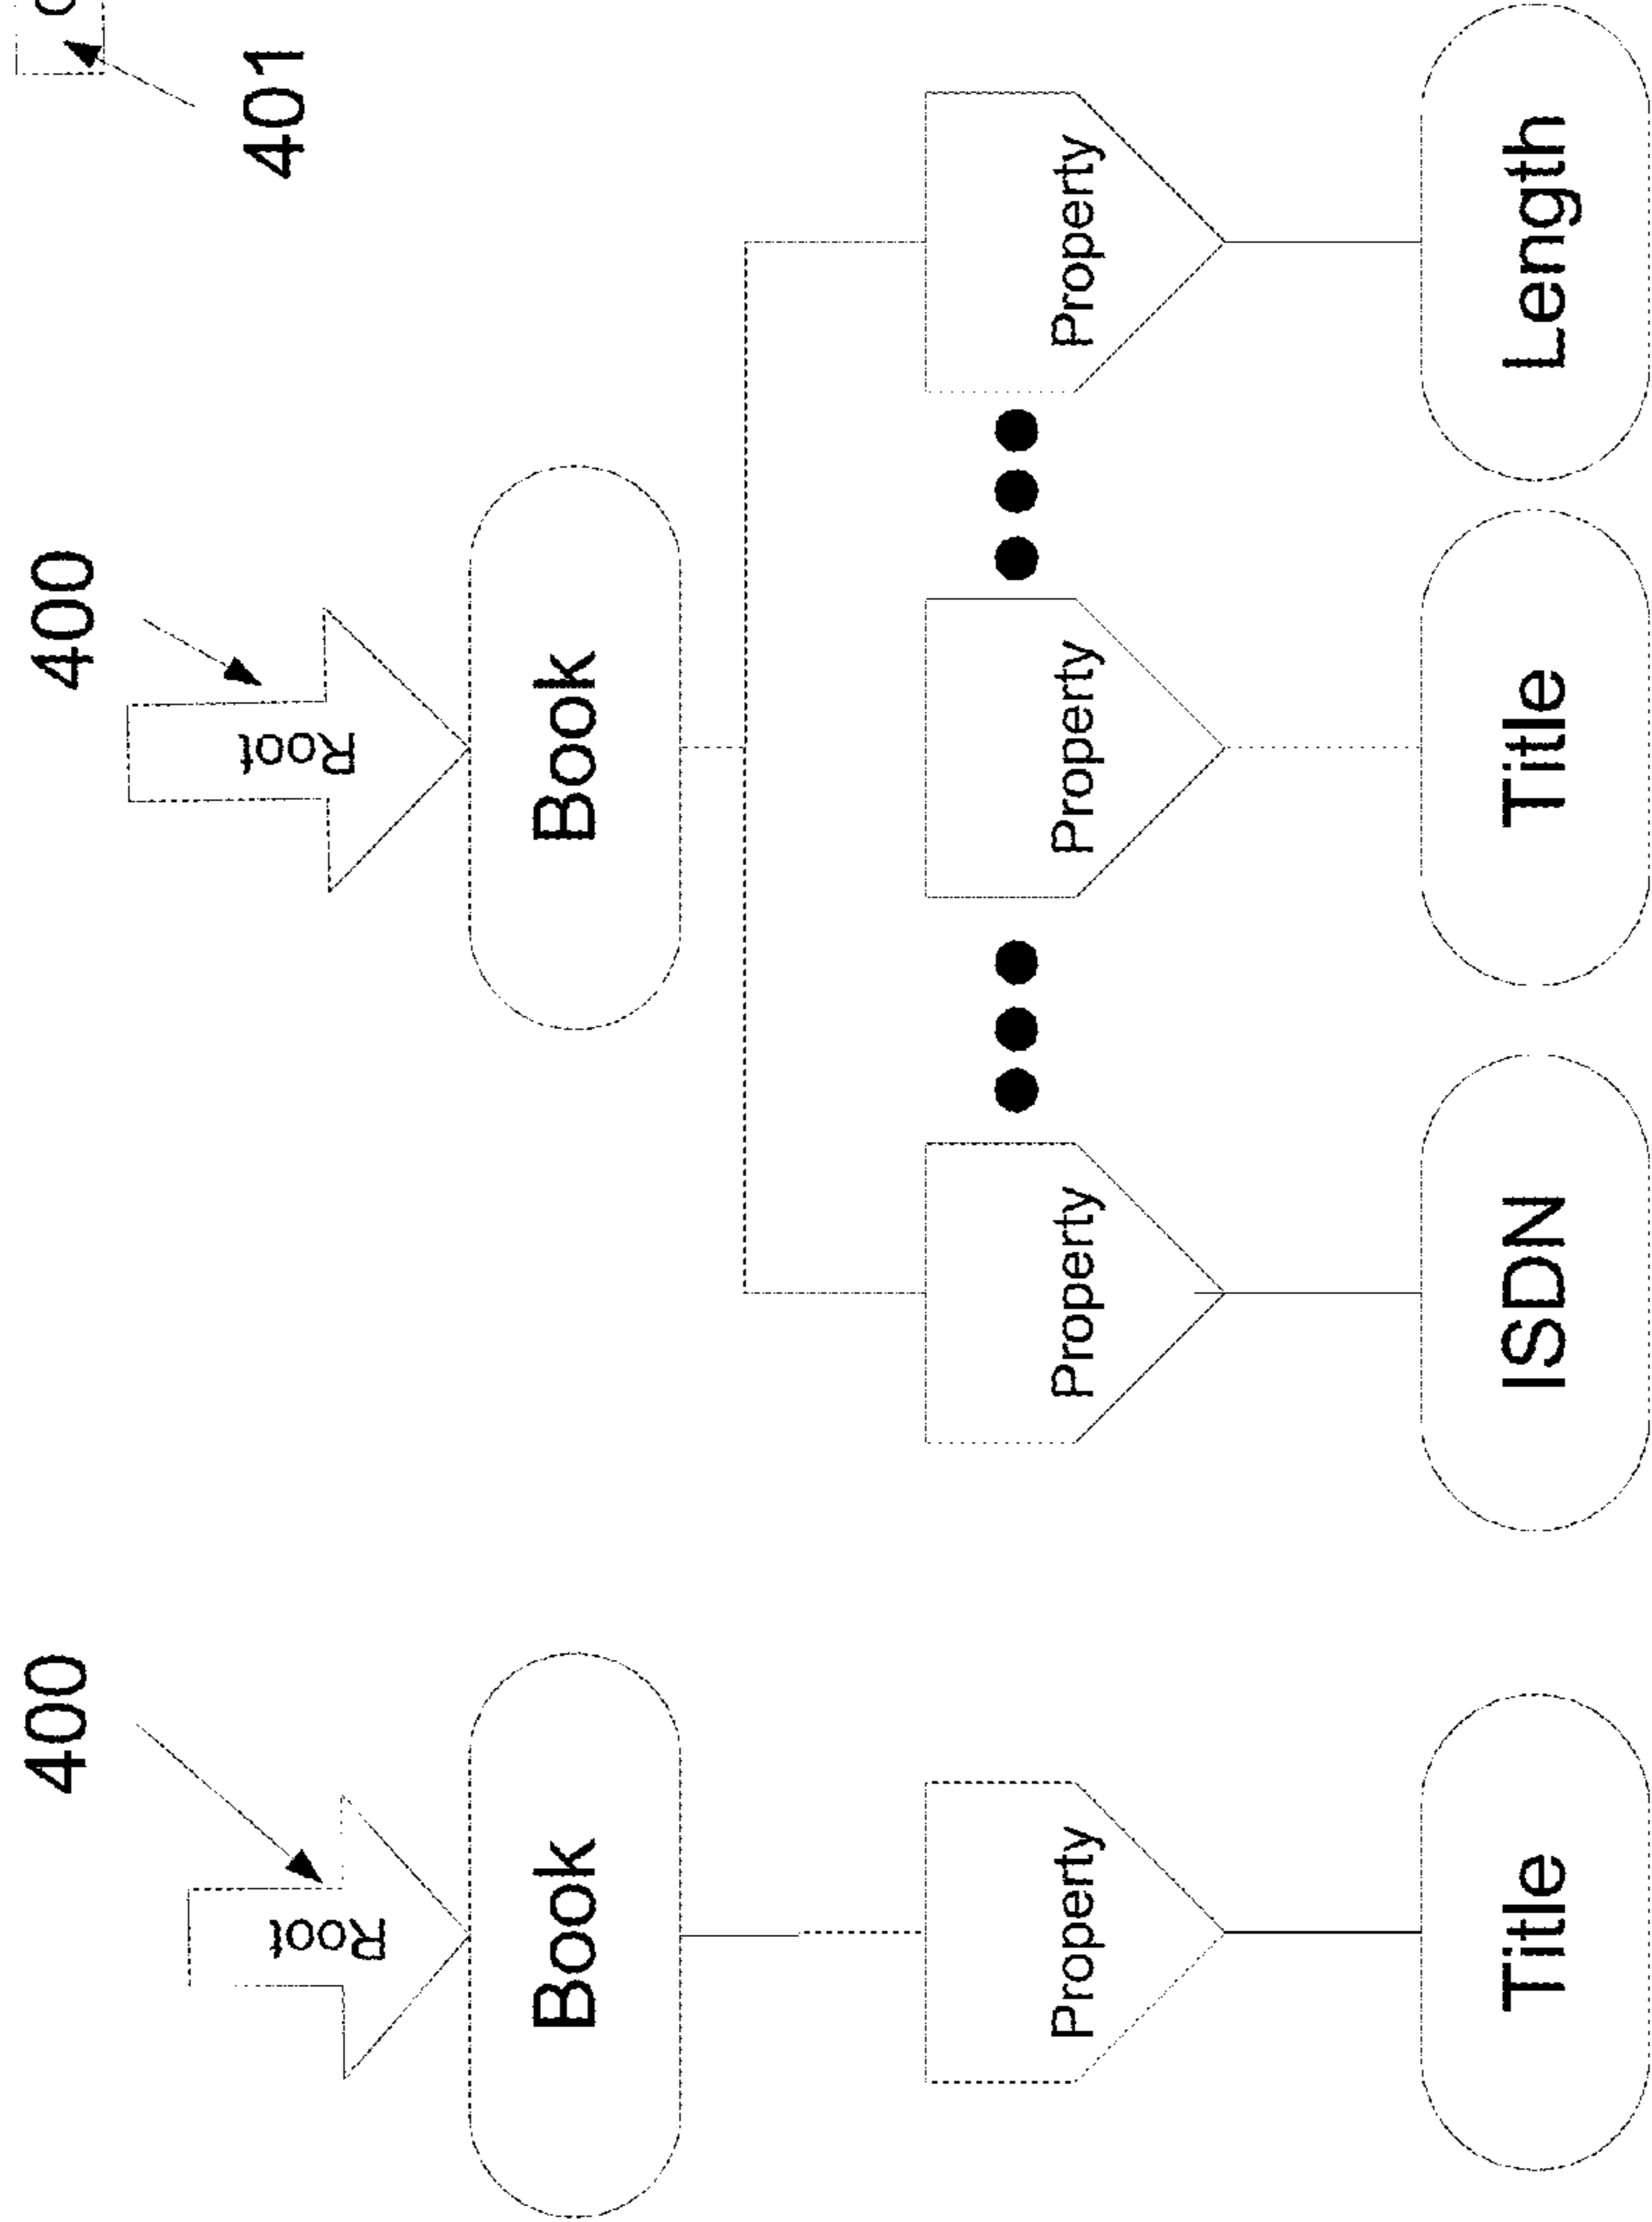 400
400
401
Root
Root
Book
Book
Property
Property
Property
Property
Title
ISDN
Title
Length